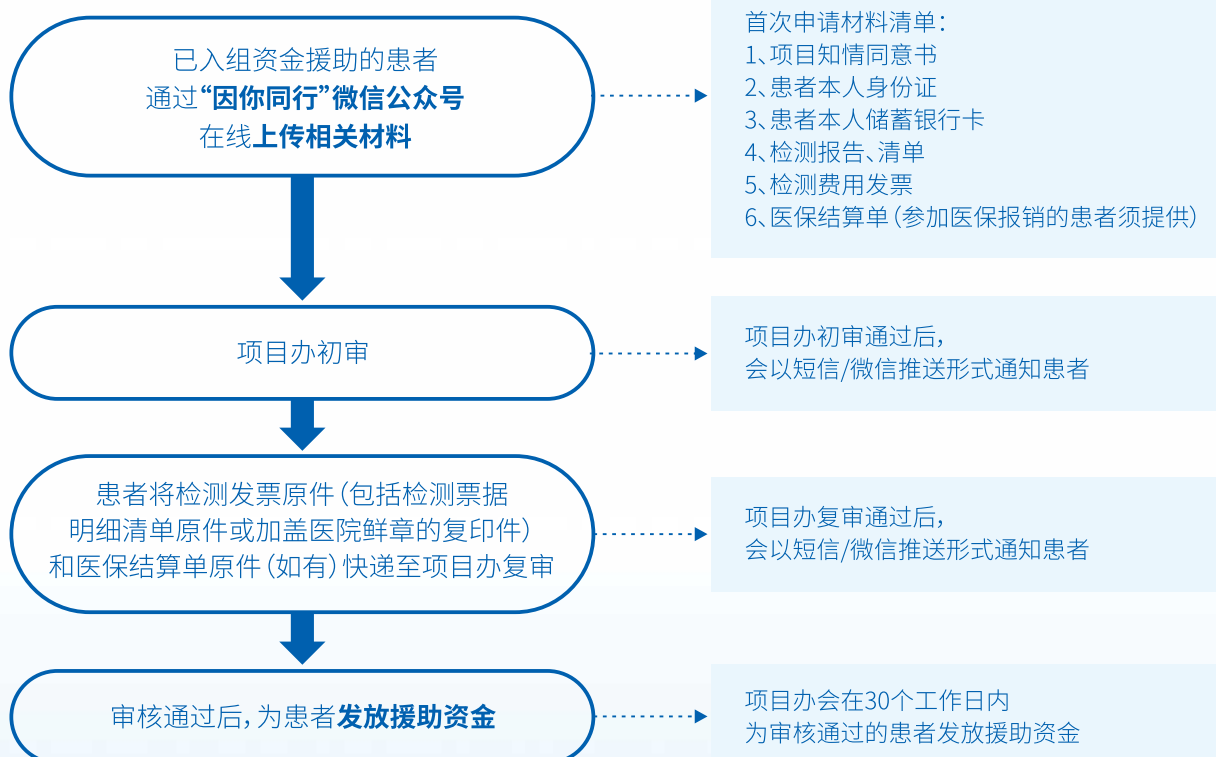 已入组资金援助的患者
通过“因你同行”微信公众号
在线上传相关材料
首次申请材料清单：
1、项目知情同意书
2、患者本人身份证
3、患者本人储蓄银行卡
4、检测报告、清单
5、检测费用发票
6、医保结算单（参加医保报销的患者须提供）
项目办初审
项目办初审通过后，
会以短信/微信推送形式通知患者
患者将检测发票原件（包括检测票据
明细清单原件或加盖医院鲜章的复印件）
和医保结算单原件（如有）快递至项目办复审
项目办复审通过后，
会以短信/微信推送形式通知患者
审核通过后，为患者发放援助资金
项目办会在30个工作日内
为审核通过的患者发放援助资金